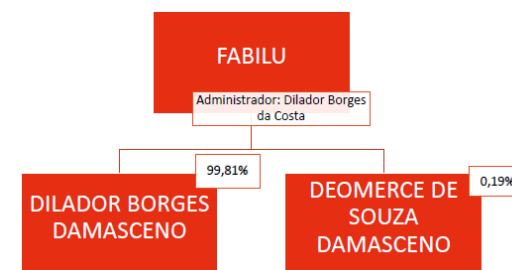 FABILU
Administrador: Dilador Borges
da Costa
99,81%
DILADOR BORGES
DAMASCENO
0,19%
DEOMERCE DE
SOUZA
DAMASCENO